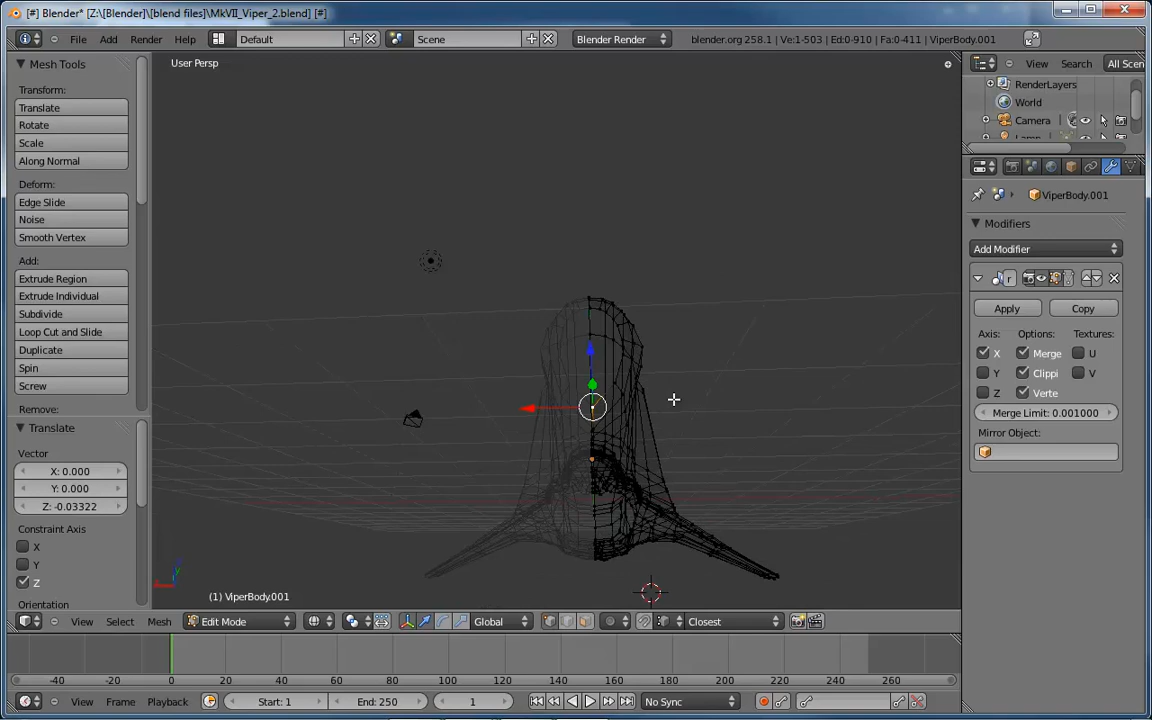 [#] Blender* [Z:\[Blender]\[blend files]\MkVII_Viper_2.blend] [#]
File Add Render Help Default Scene Blender Render blender.org 258.1 | Ve:1-503 | Ed:0-910 | Fa:0-411 | ViperBody.001
Mesh Tools
Transform:
Translate
Rotate
Scale
Along Normal
Deform:
Edge Slide
Noise
Smooth Vertex
Add:
Extrude Region
Extrude Individual
Subdivide
Loop Cut and Slide
Duplicate
Spin
Screw
Remove:
Translate
Vector
X: 0.000
Y: 0.000
Z: -0.03322
Constraint Axis
X
Y
Z
Orientation
User Persp
(1) ViperBody.001
View Select Mesh Edit Mode Global Closest
View Search All Scen
RenderLayers
World
Camera
ViperBody.001
Modifiers
Add Modifier
r
Apply Copy
Axis: Options: Textures:
X Merge U
Y Clippi V
Z Verte
Merge Limit: 0.001000
Mirror Object:
-40 -20 0 20 40 60 80 100 120 140 160 180 200 220 240 260
View Frame Playback Start: 1 End: 250 1 No Sync